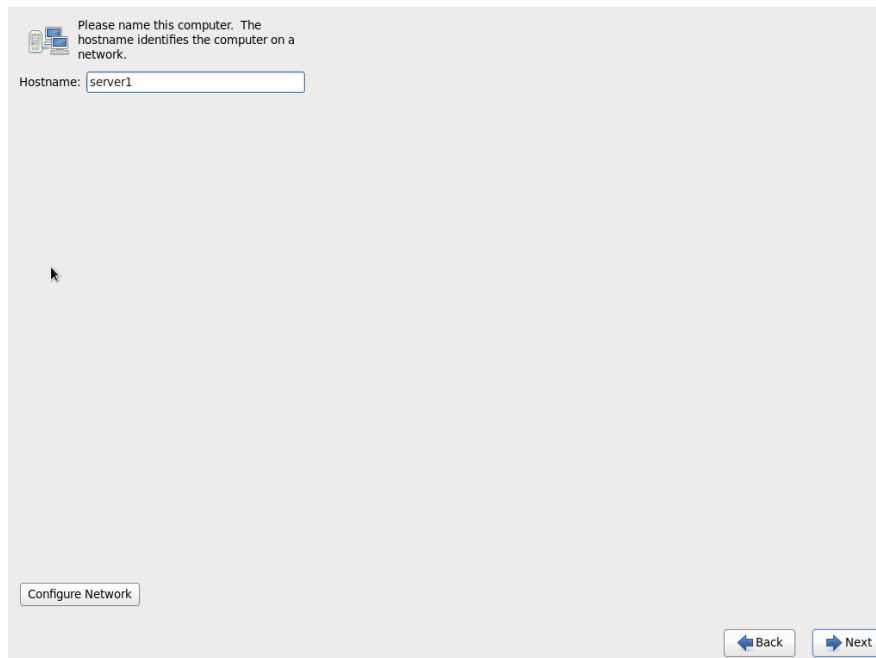 Please name this computer.  The
hostname identifies the computer on a
network.
Hostname: server1
Configure Network
Back
Next